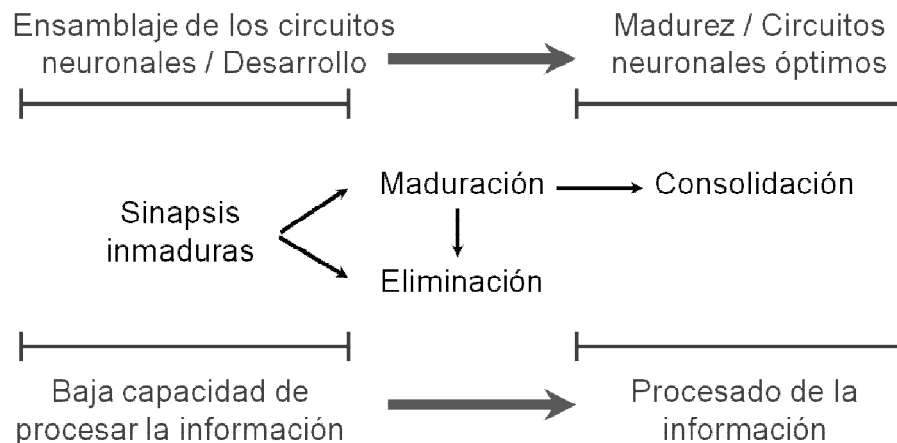 Ensamblaje de los circuitos
neuronales / Desarrollo
Madurez / Circuitos
neuronales óptimos
Sinapsis
inmaduras
Maduración
Consolidación
Eliminación
Baja capacidad de
procesar la información
Procesado de la
información